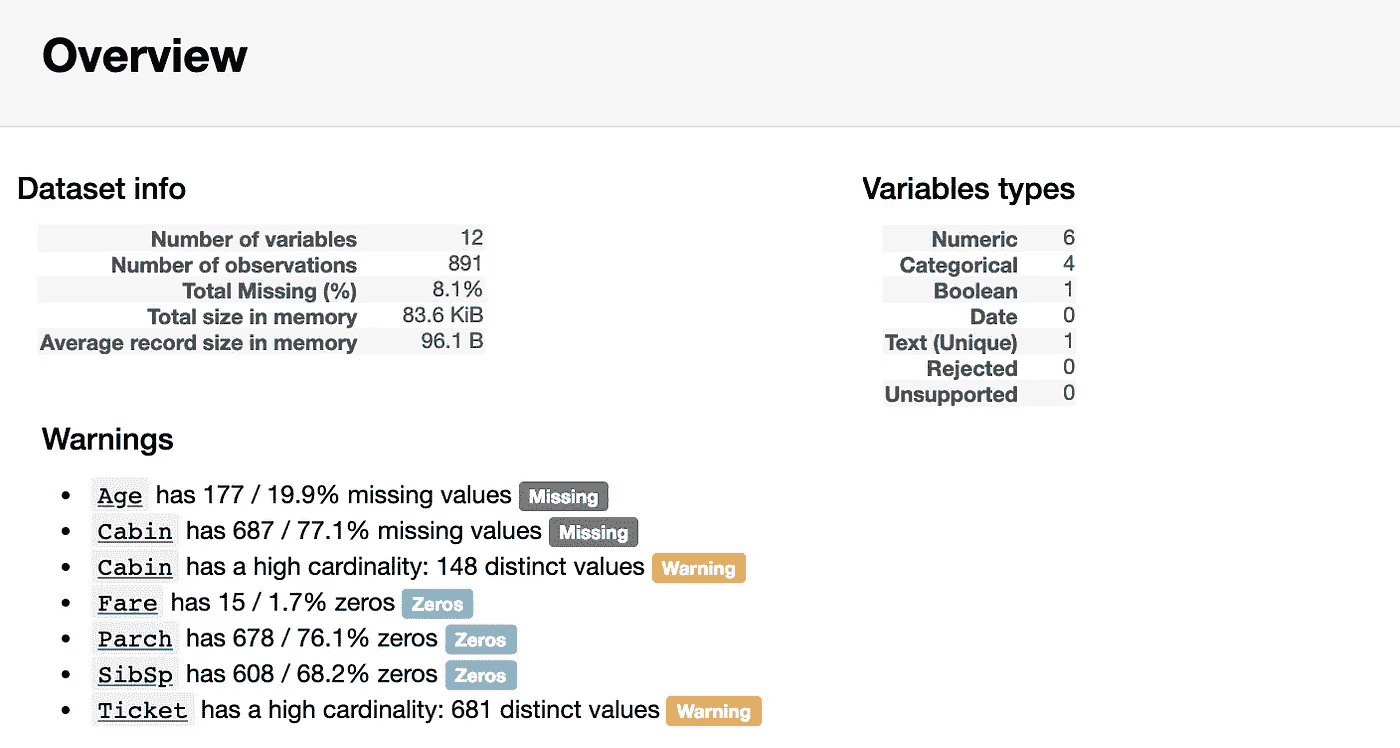 Overview
Dataset info
Number of variables 12
Number of observations 891
Total Missing (%) 8.1%
Total size in memory 83.6 KiB
Average record size in memory 96.1 B
Variables types
Numeric 6
Categorical 4
Boolean 1
Date 0
Text (Unique) 1
Rejected 0
Unsupported 0
Warnings
Age has 177 / 19.9% missing values Missing
Cabin has 687 / 77.1% missing values Missing
Cabin has a high cardinality: 148 distinct values Warning
Fare has 15 / 1.7% zeros Zeros
Parch has 678 / 76.1% zeros Zeros
SibSp has 608 / 68.2% zeros Zeros
Ticket has a high cardinality: 681 distinct values Warning